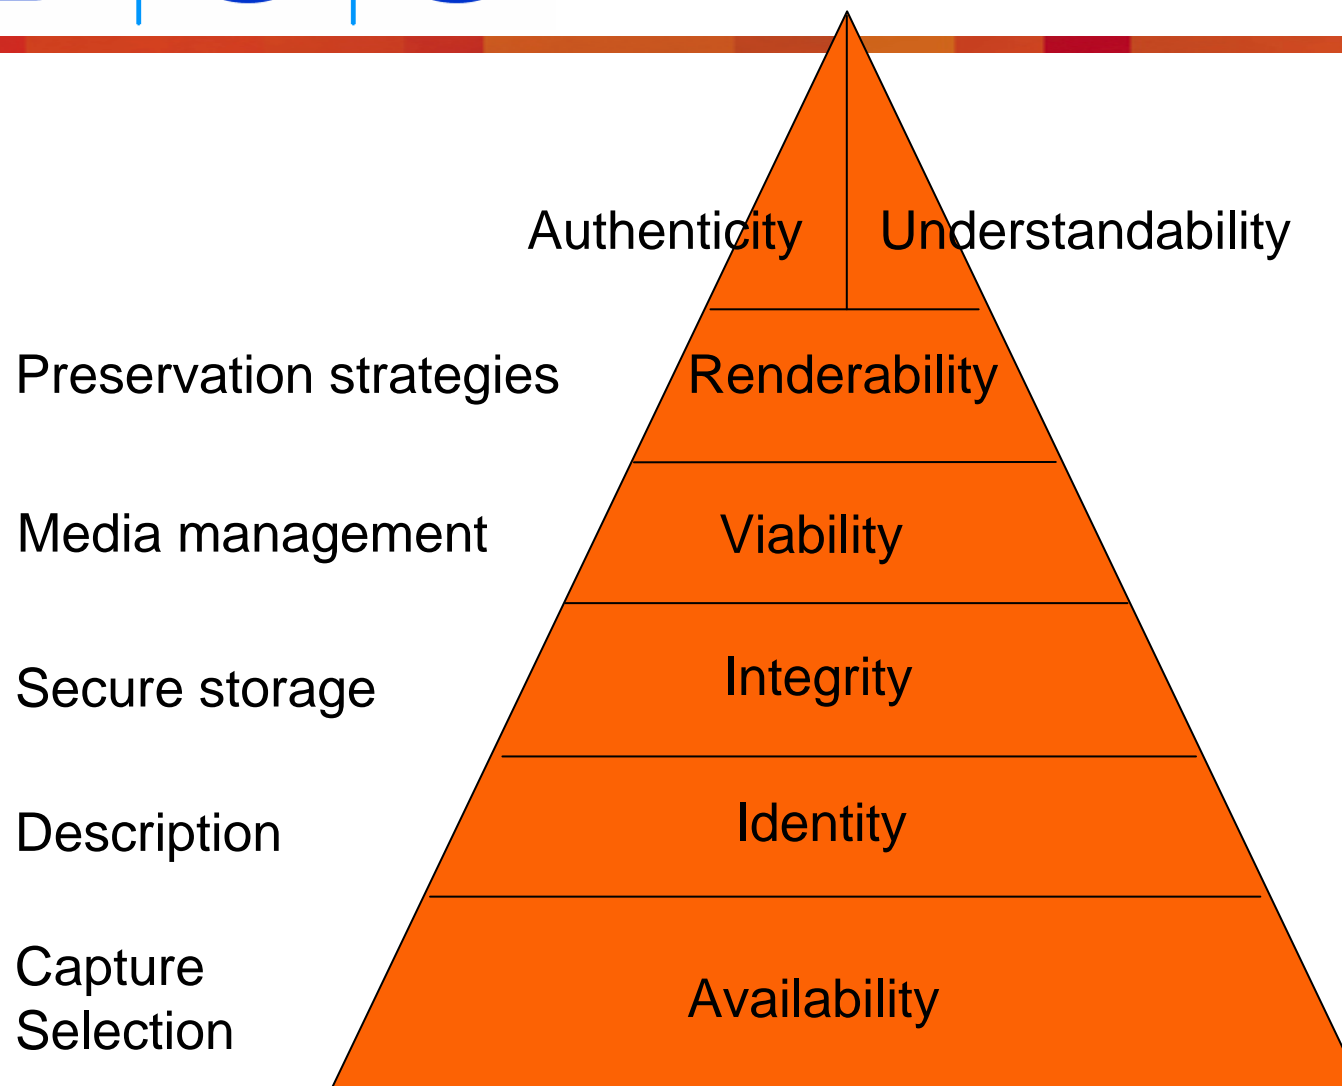 Authenticity Understandability
Preservation strategies Renderability
Media management Viability
Secure storage Integrity
Description Identity
Capture
Selection
Availability